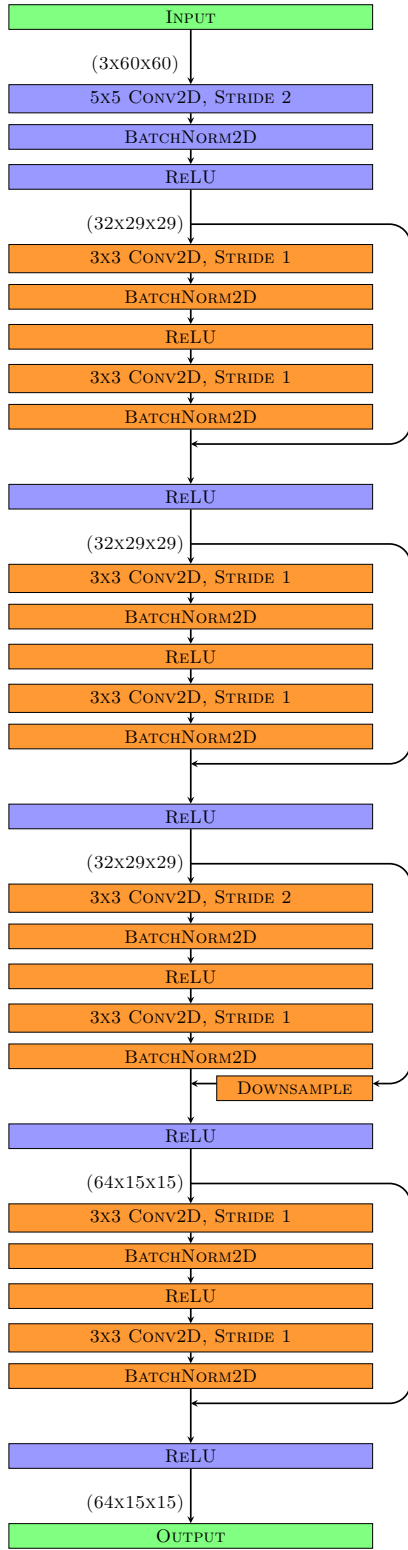 INPUT
(3x60x60)
5x5 CONV2D, STRIDE 2
BATCHNORM2D
RELU
(32x29x29)
3x3 CONV2D, STRIDE 1
BATCHNORM2D
RELU
3x3 CONV2D, STRIDE 1
BATCHNORM2D
RELU
(32x29x29)
3x3 CONV2D, STRIDE 1
BATCHNORM2D
RELU
3x3 CONV2D, STRIDE 1
BATCHNORM2D
RELU
(32x29x29)
3x3 CONV2D, STRIDE 2
BATCHNORM2D
RELU
3x3 CONV2D, STRIDE 1
BATCHNORM2D
DOWNSAMPLE
RELU
(64x15x15)
3x3 CONV2D, STRIDE 1
BATCHNORM2D
RELU
3x3 CONV2D, STRIDE 1
BATCHNORM2D
RELU
(64x15x15)
OUTPUT